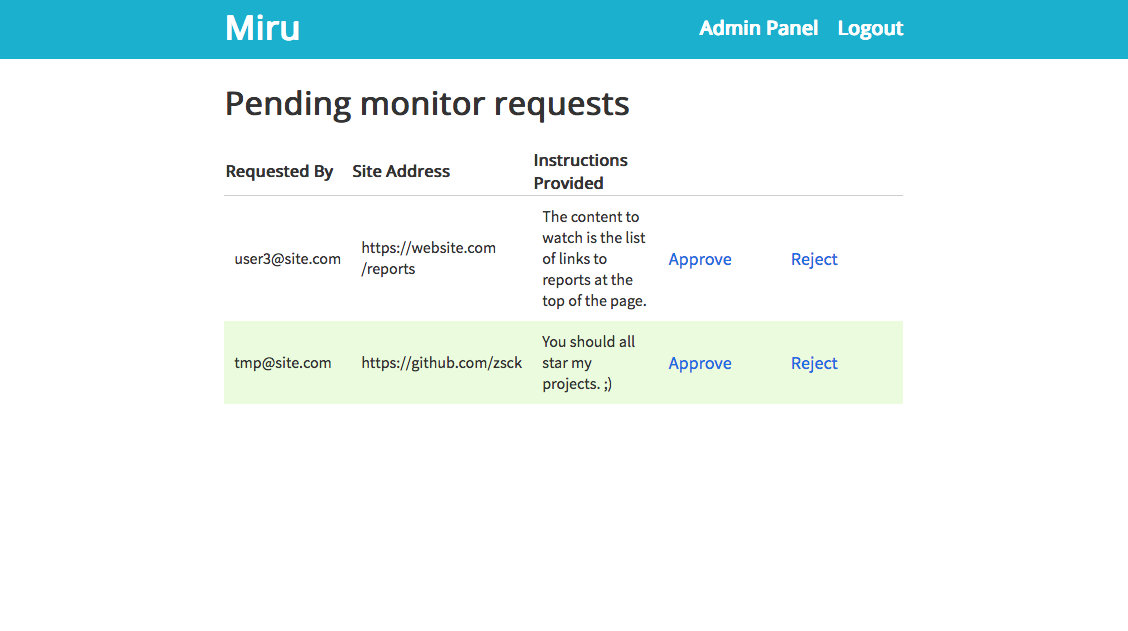 Miru
Admin Panel Logout
Pending monitor requests
Requested By
Site Address
Instructions
Provided
user3@site.com
https://website.com
/reports
The content to
watch is the list
of links to
reports at the
top of the page.
Approve
Reject
tmp@site.com
https://github.com/zsck
You should all
star my
projects. ;)
Approve
Reject